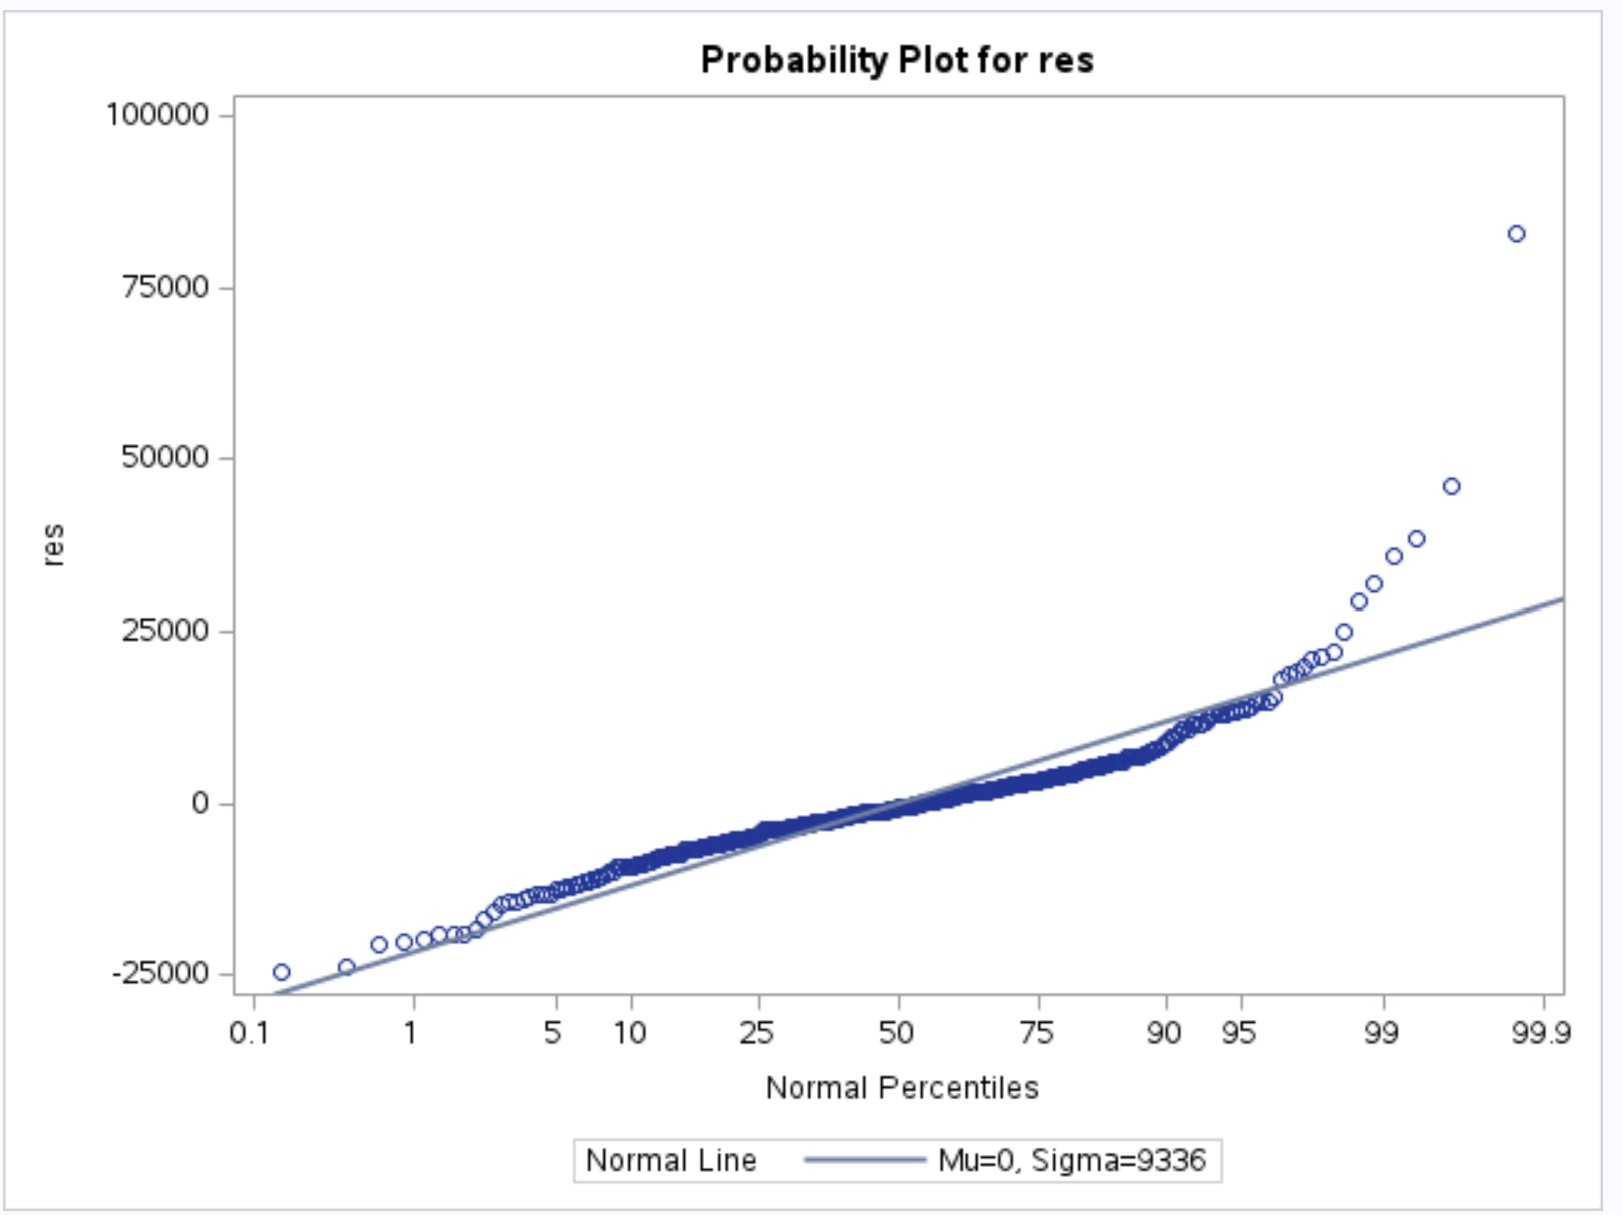 Probability Plot for res
100000
75000
50000
25000
0
-25000
res
0.1 1 5 10 25 50 75 90 95 99 99.9
Normal Percentiles
Normal Line Mu=0, Sigma=9336